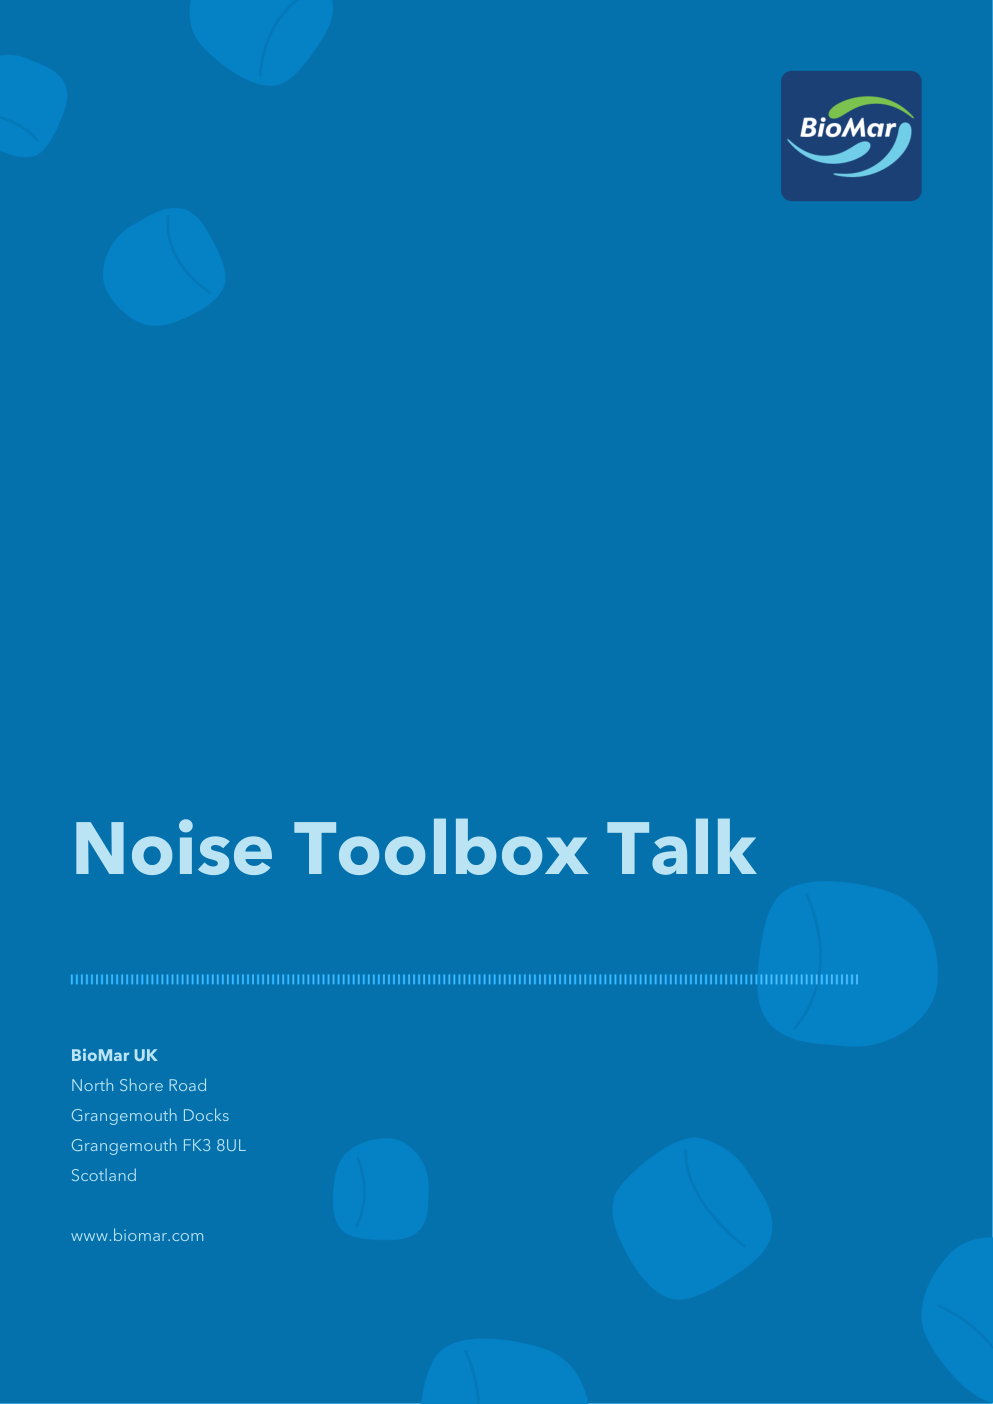 BioMar
Noise Toolbox Talk
BioMar UK
North Shore Road
Grangemouth Docks
Grangemouth FK3 8UL
Scotland
www.biomar.com